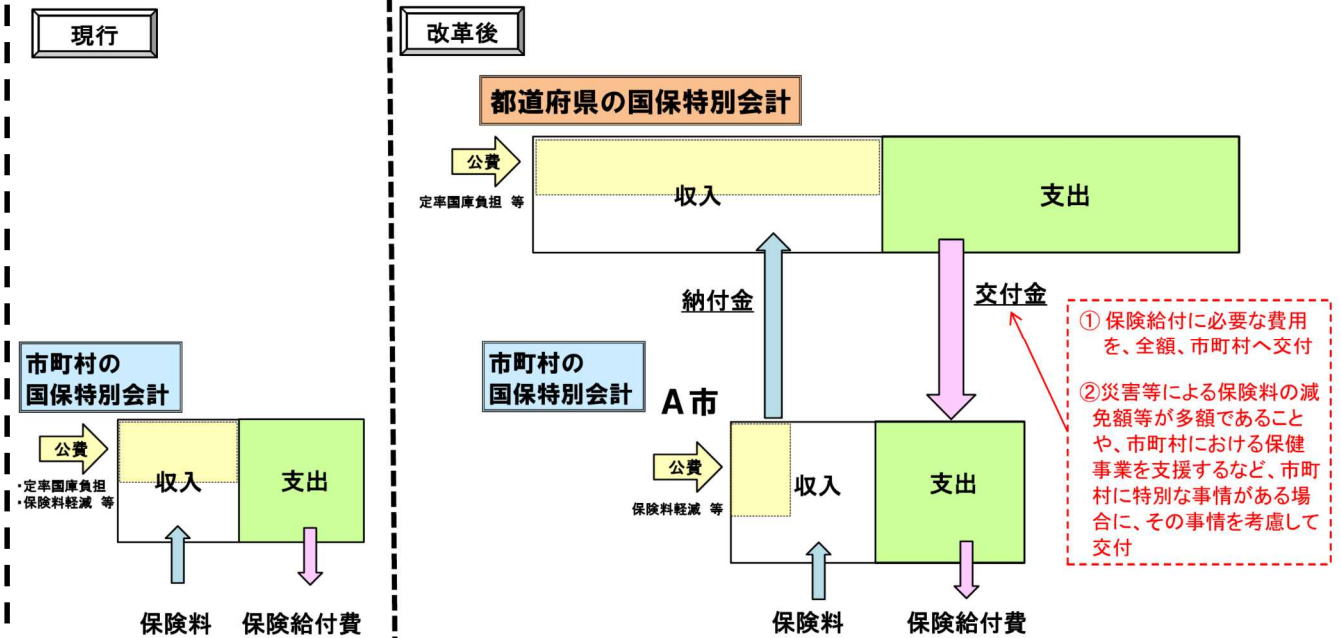 現行
市町村の
国保特別会計
公費
・定率国庫負担
・保険料軽減 等
収入
支出
保険料
保険給付費
改革後
都道府県の国保特別会計
公費
定率国庫負担 等
収入
支出
納付金
交付金
市町村の
国保特別会計
A市
公費
保険料軽減 等
収入
支出
保険料
保険給付費
① 保険給付に必要な費用
を、全額、市町村へ交付
②災害等による保険料の減
免額等が多額であること
や、市町村における保健
事業を支援するなど、市町
村に特別な事情がある場
合に、その事情を考慮して
交付